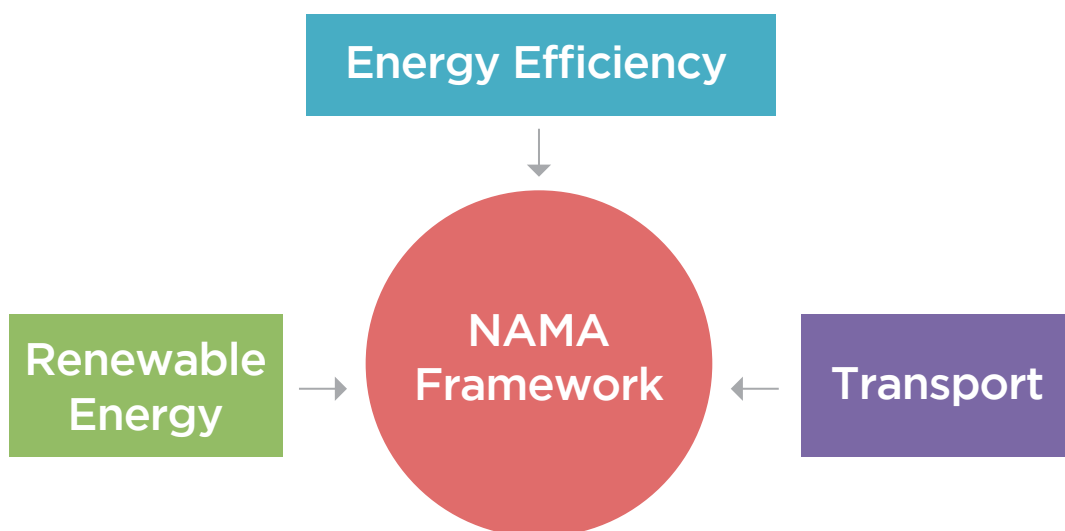 Energy Efficiency
Renewable
Energy
NAMA
Framework
Transport